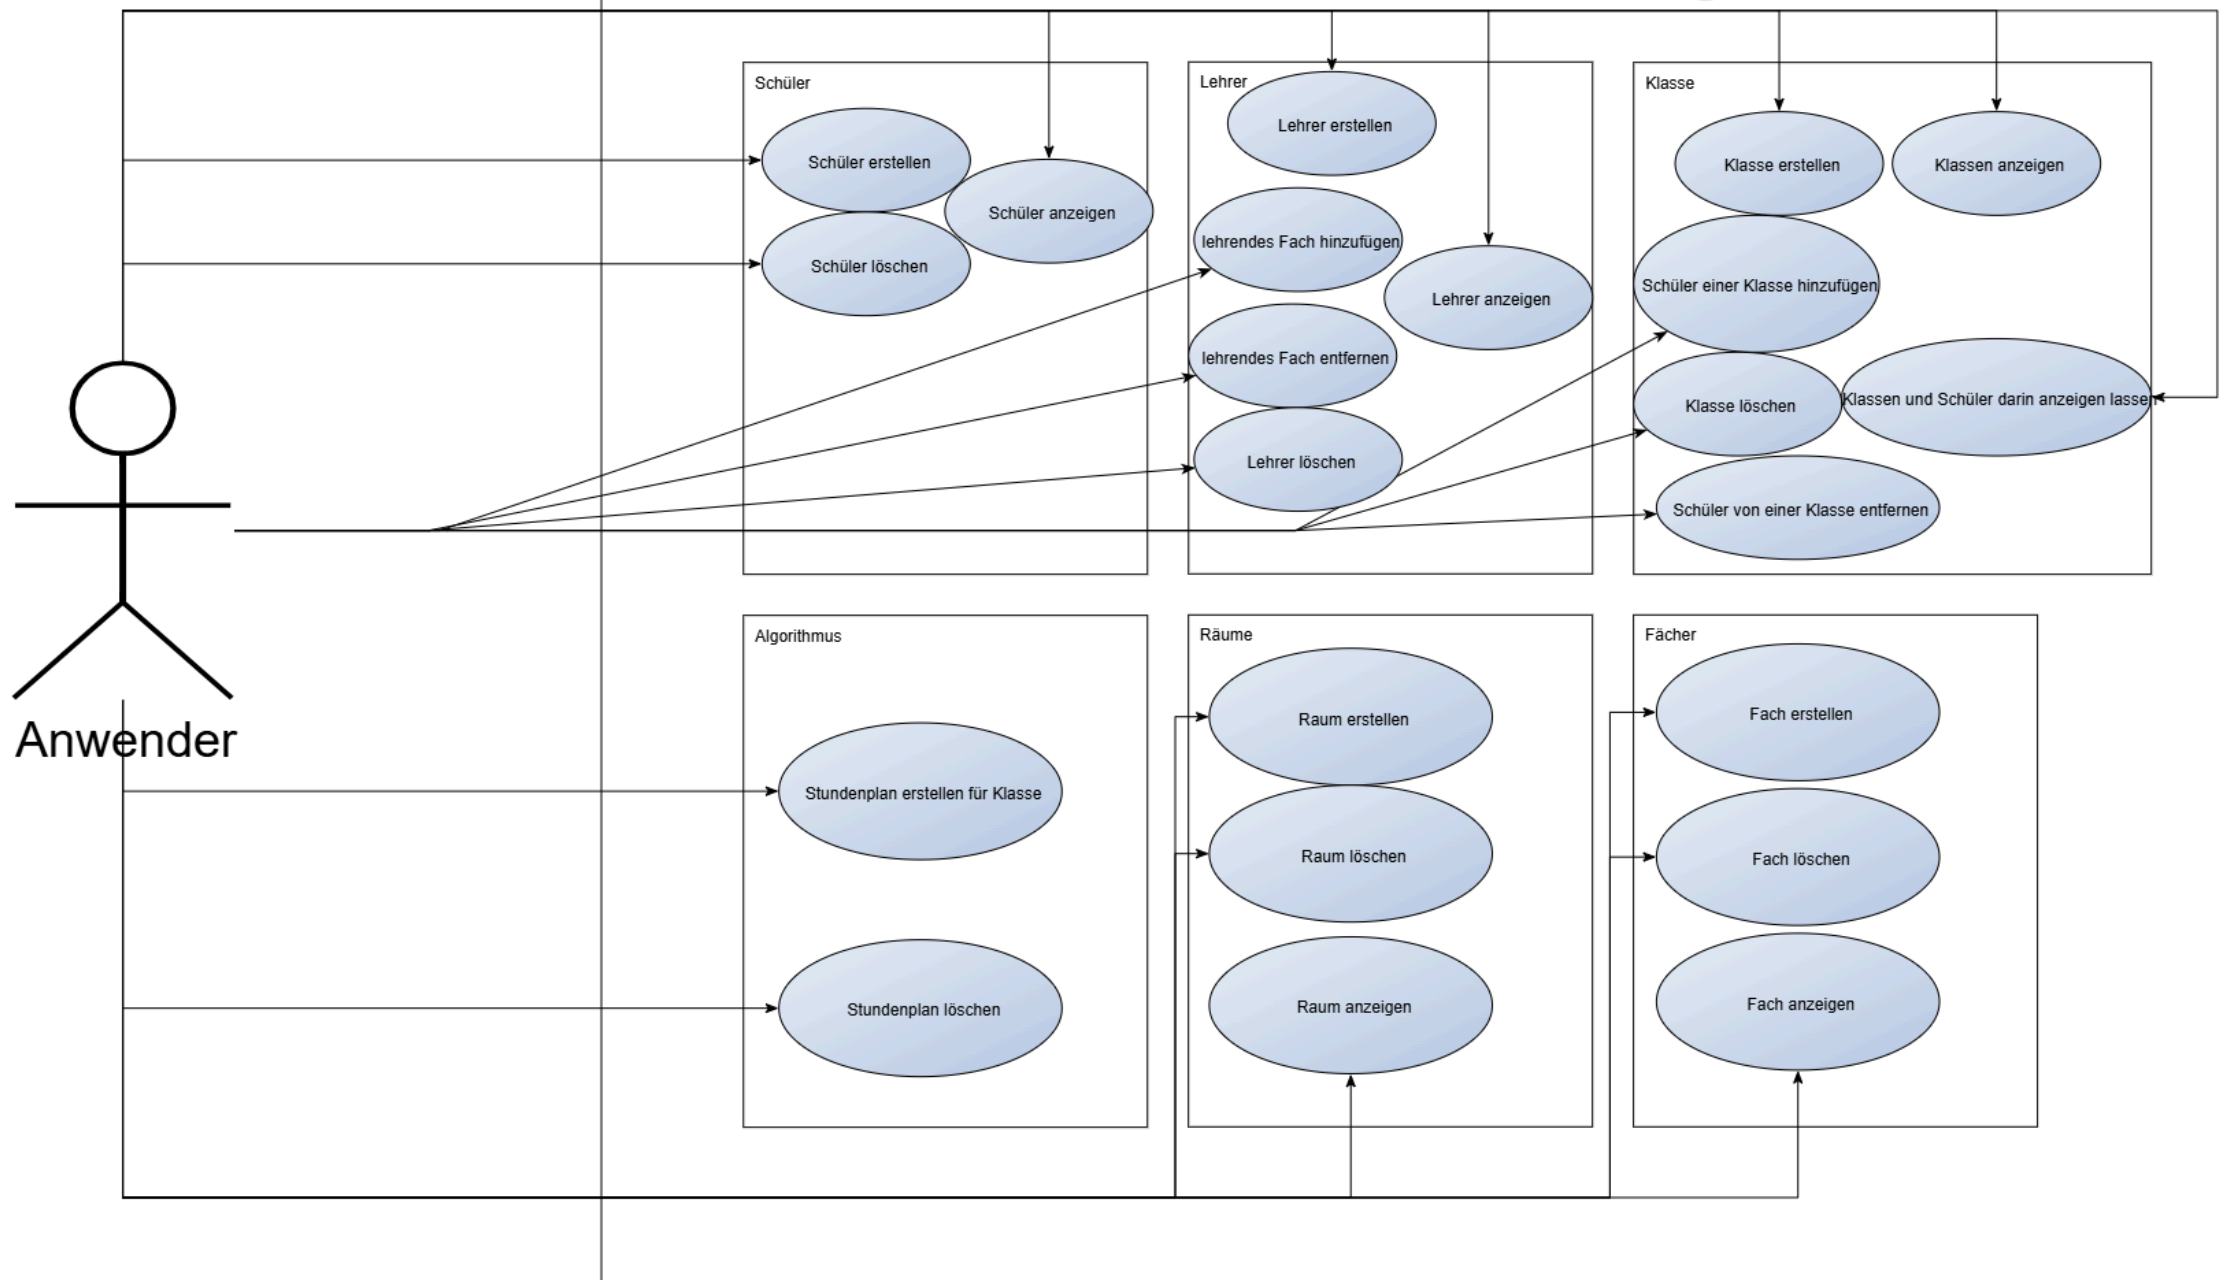 Schüler
Schüler erstellen
Schüler anzeigen
Schüler löschen
Lehrer
Lehrer erstellen
lehrendes Fach hinzufügen
Lehrer anzeigen
lehrendes Fach entfernen
Lehrer löschen
Klasse
Klasse erstellen
Klassen anzeigen
Schüler einer Klasse hinzufügen
Klasse löschen
Klassen und Schüler darin anzeigen lassen
Schüler von einer Klasse entfernen
Anwender
Algorithmus
Stundenplan erstellen für Klasse
Stundenplan löschen
Räume
Raum erstellen
Raum löschen
Raum anzeigen
Fächer
Fach erstellen
Fach löschen
Fach anzeigen